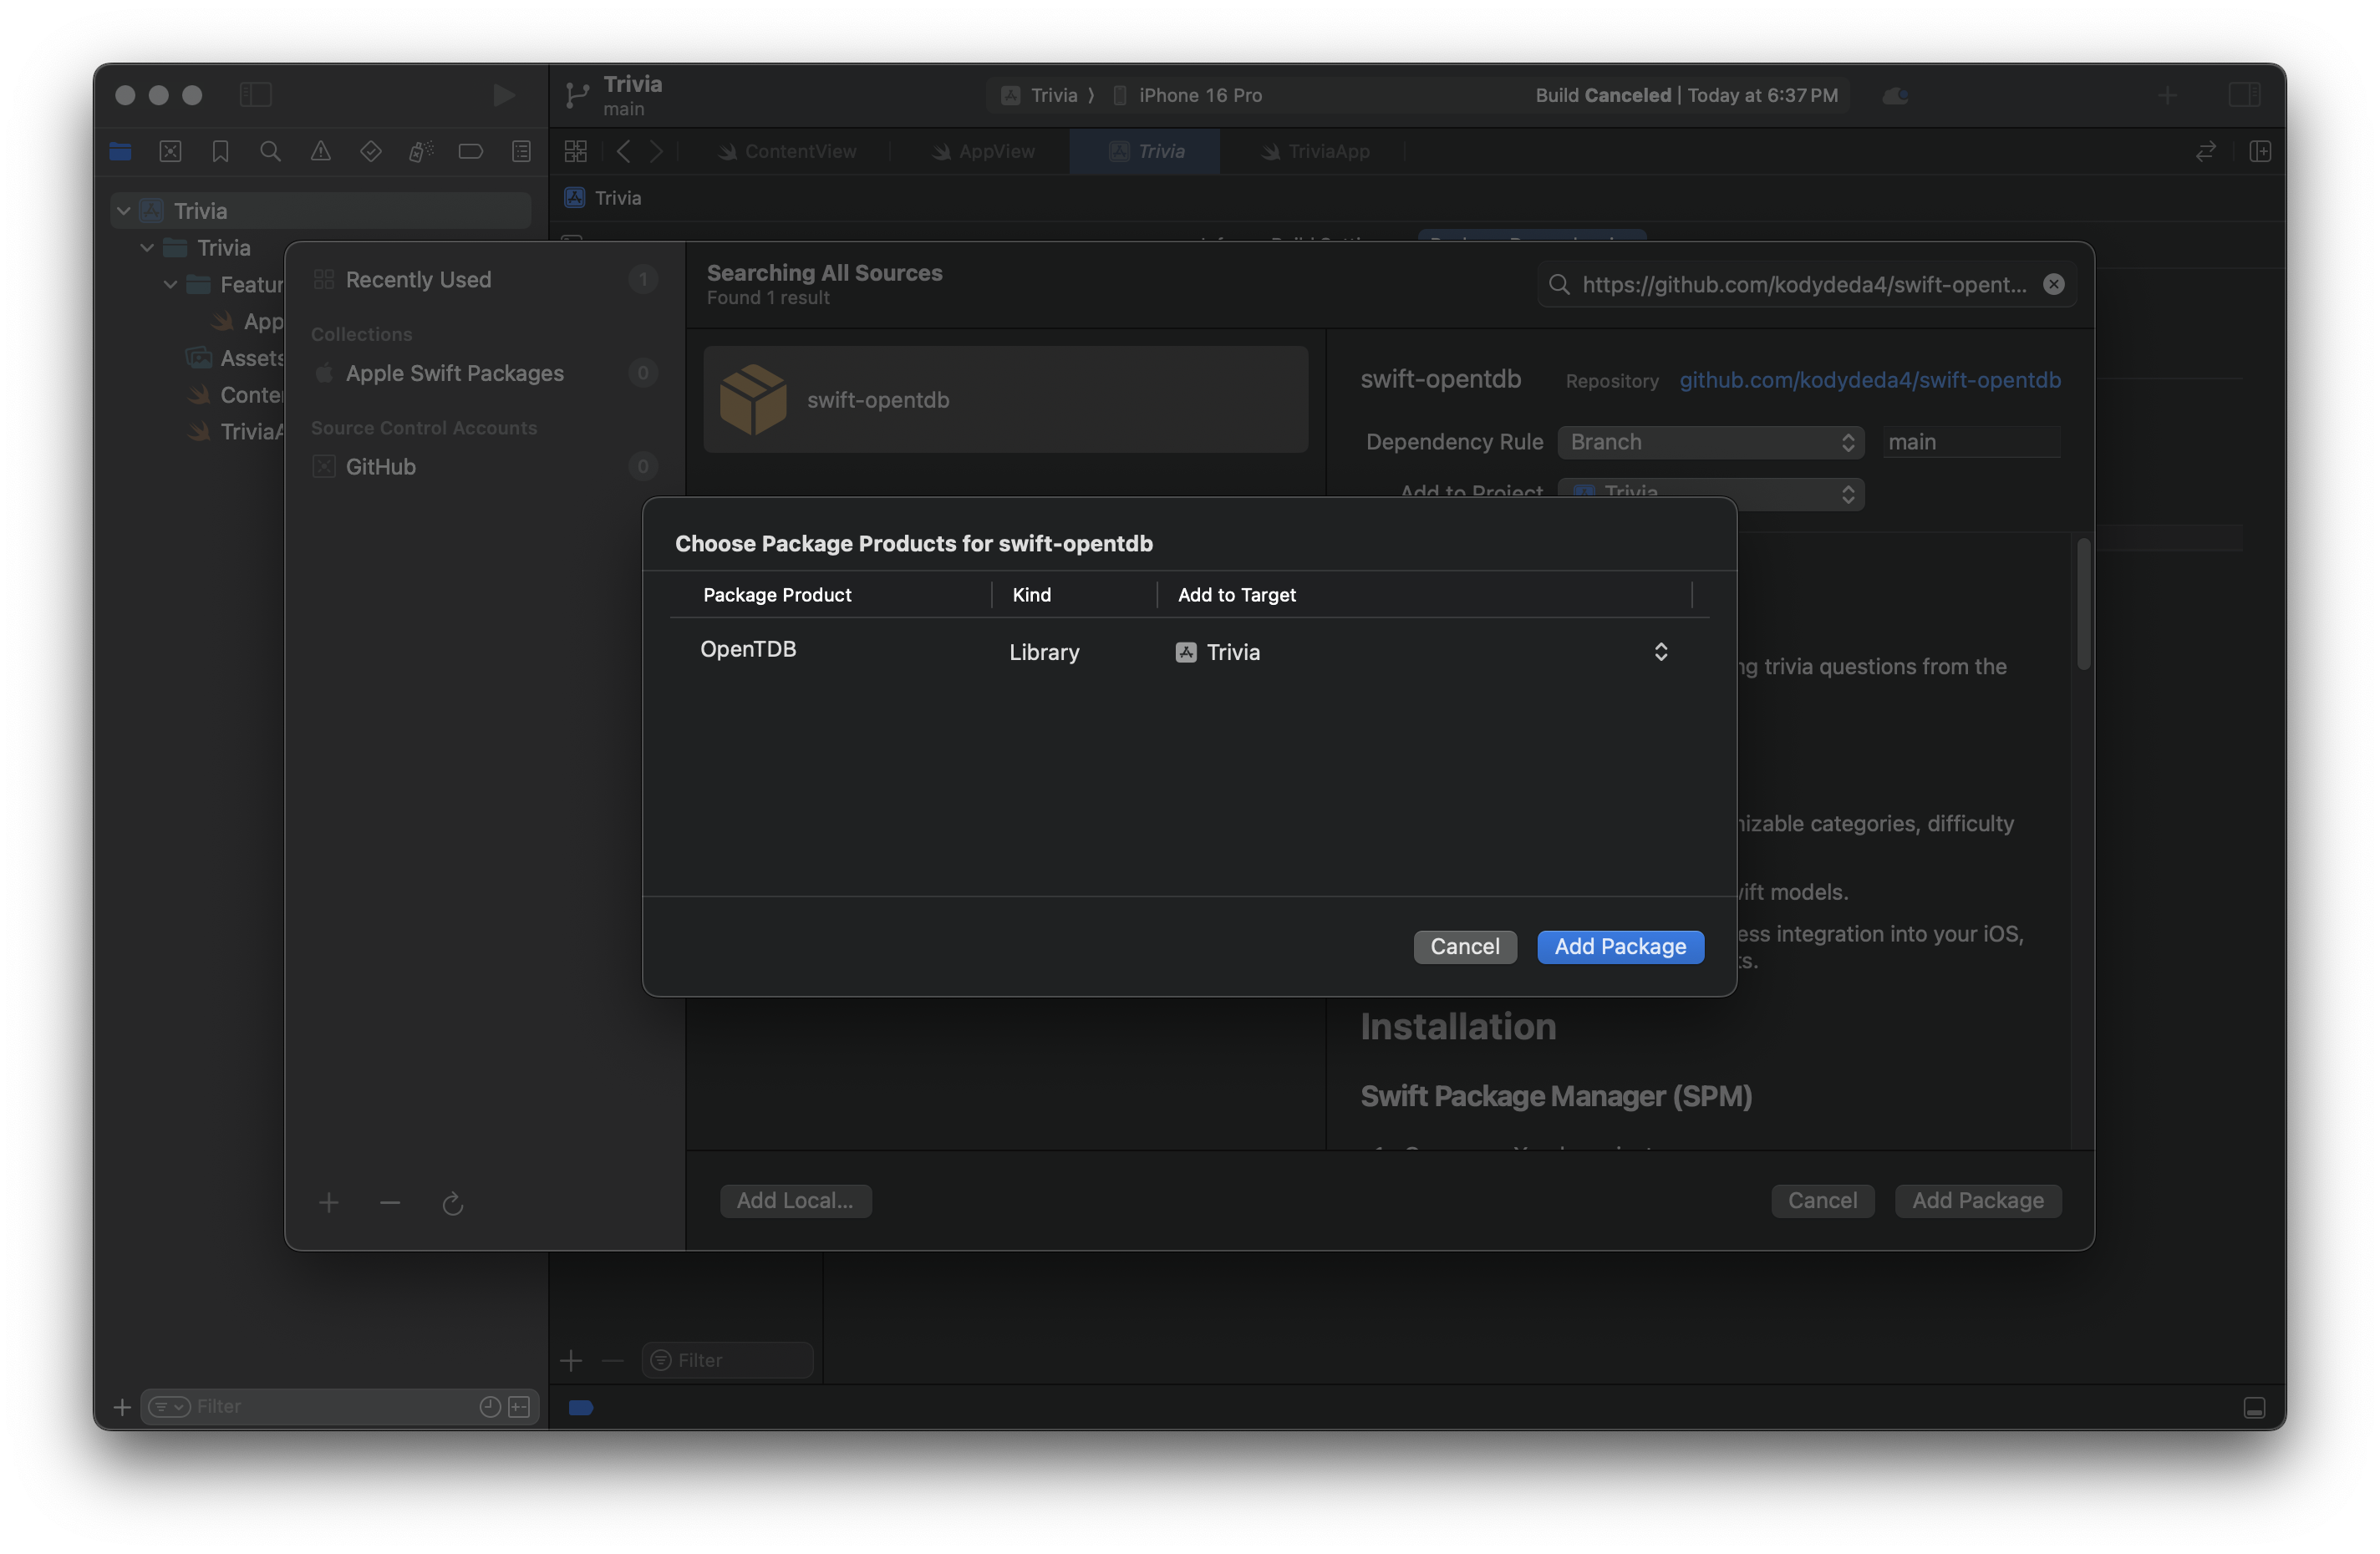 Trivia
main
Trivia
iPhone 16 Pro
Build Canceled | Today at 6:37 PM
ContentView
AppView
Trivia
TriviaApp
Trivia
Trivia
Trivia
Featur
App
Assets
Conter
TriviaA
Recently Used
1
Collections
Apple Swift Packages
0
Source Control Accounts
GitHub
0
Searching All Sources
Found 1 result
https://github.com/kodydeda4/swift-opent...
swift-opentdb
swift-opentdb
Repository
github.com/kodydeda4/swift-opentdb
Dependency Rule
Branch
main
Add to Project
Trivia
Choose Package Products for swift-opentdb
Package Product
Kind
Add to Target
OpenTDB
Library
Trivia
Cancel
Add Package
ng trivia questions from the
nizable categories, difficulty
wift models.
ess integration into your iOS,
ts.
Installation
Swift Package Manager (SPM)
Add Local...
Cancel
Add Package
Filter
Filter